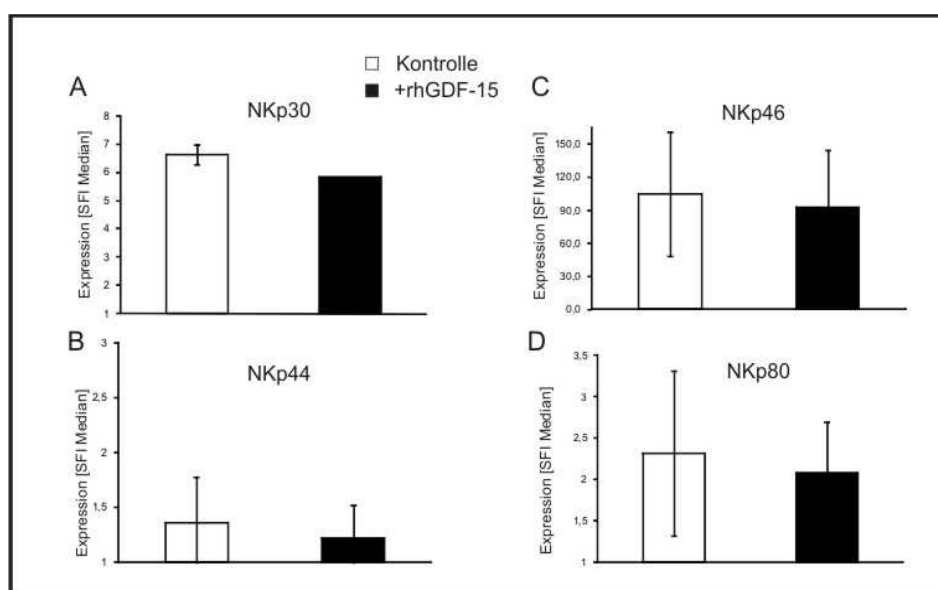 Kontrolle
+rhGDF-15
A
NKp30
Expression [SFI Median]
8
7
6
5
4
3
2
1
C
NKp46
Expression [SFI Median]
150,0
120,0
90,0
60,0
30,0
0,0
B
NKp44
Expression [SFI Median]
3
2,5
2
1,5
1
D
NKp80
Expression [SFI Median]
3,5
3
2,5
2
1,5
1